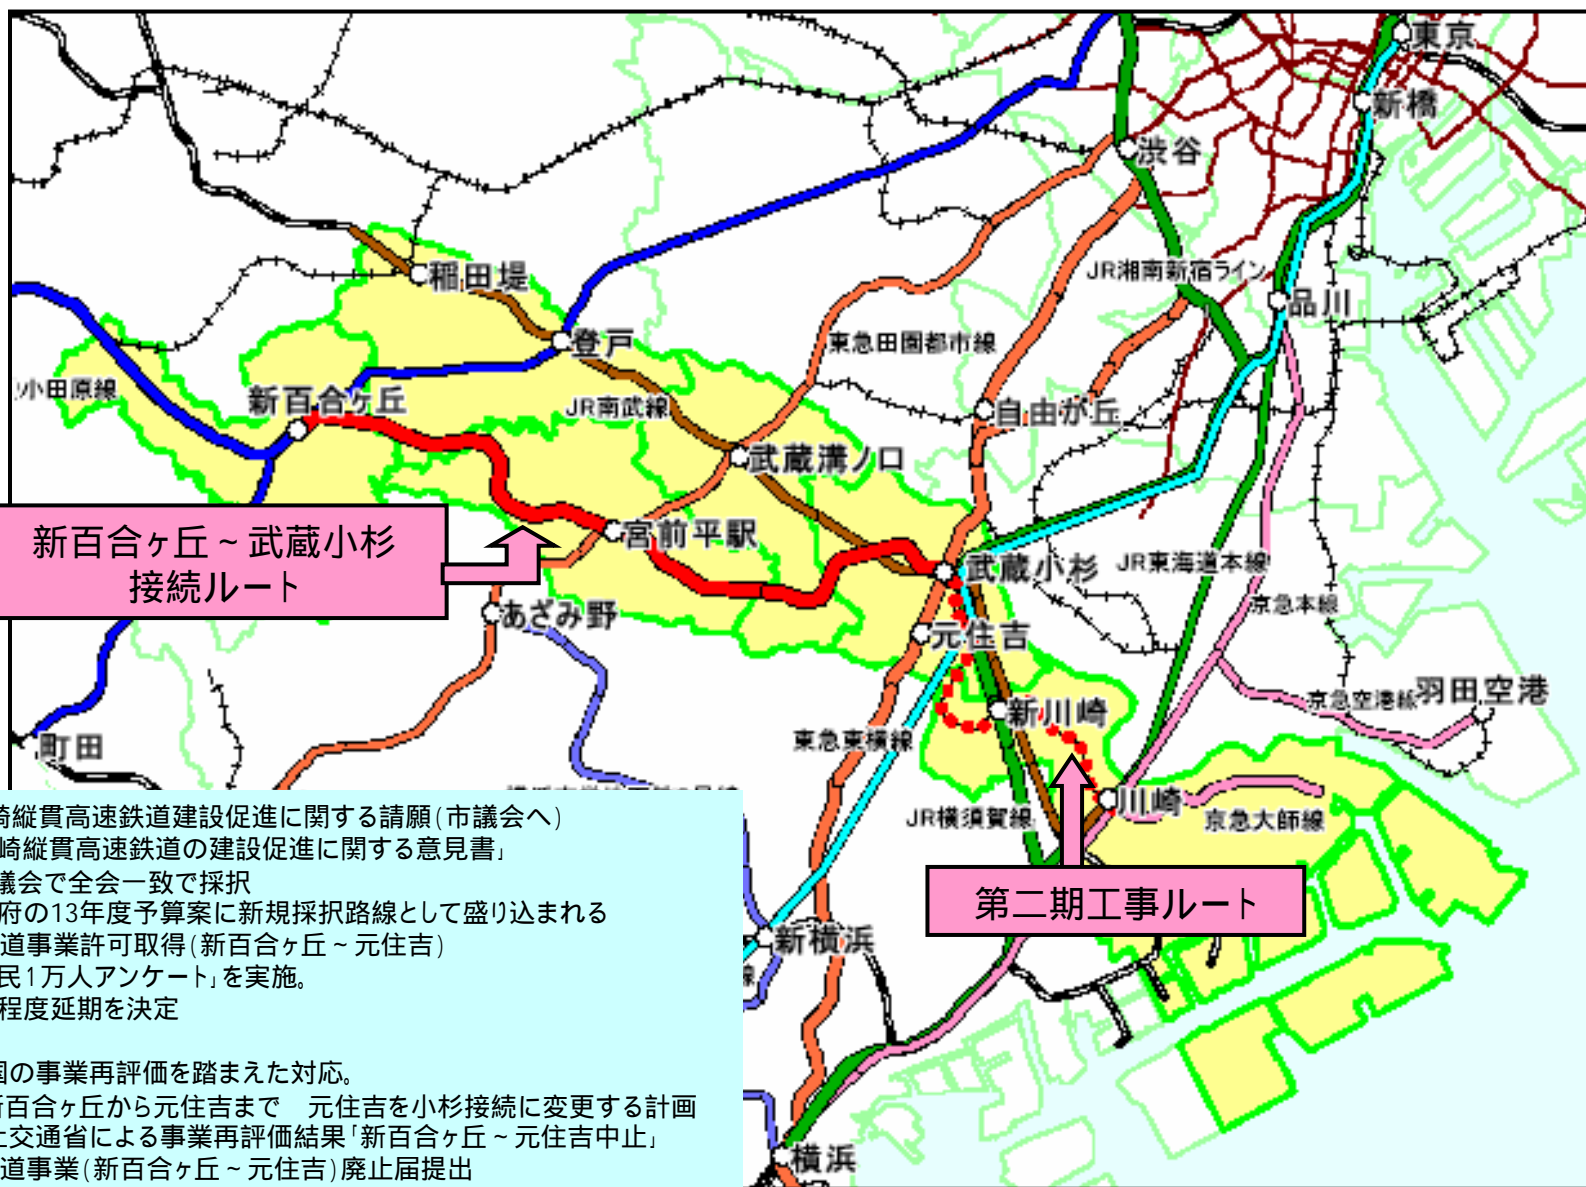 東京
新橋
渋谷
JR湘南新宿ライン
品川
稲田堤
登戸
東急田園都市線
小田原線
新百合ヶ丘
JR南武線
自由が丘
武蔵溝ノ口
新百合ヶ丘～武蔵小杉
接続ルート
宮前平駅
武蔵小杉
JR東海道本線
京急本線
あざみ野
元住吉
羽田空港
京急空港線
新川崎
町田
東急東横線
川崎
JR横須賀線
京急大師線
第二期工事ルート
新横浜
線
横浜
崎縦貫高速鉄道建設促進に関する請願(市議会へ)
崎縦貫高速鉄道の建設促進に関する意見書」
議会で全会一致で採択
府の13年度予算案に新規採択路線として盛り込まれる
道事業許可取得(新百合ヶ丘～元住吉)
民1万人アンケート」を実施。
程度延期を決定
国の事業再評価を踏まえた対応。
新百合ヶ丘から元住吉まで　元住吉を小杉接続に変更する計画
土交通省による事業再評価結果「新百合ヶ丘～元住吉中止」
道事業(新百合ヶ丘～元住吉)廃止届提出